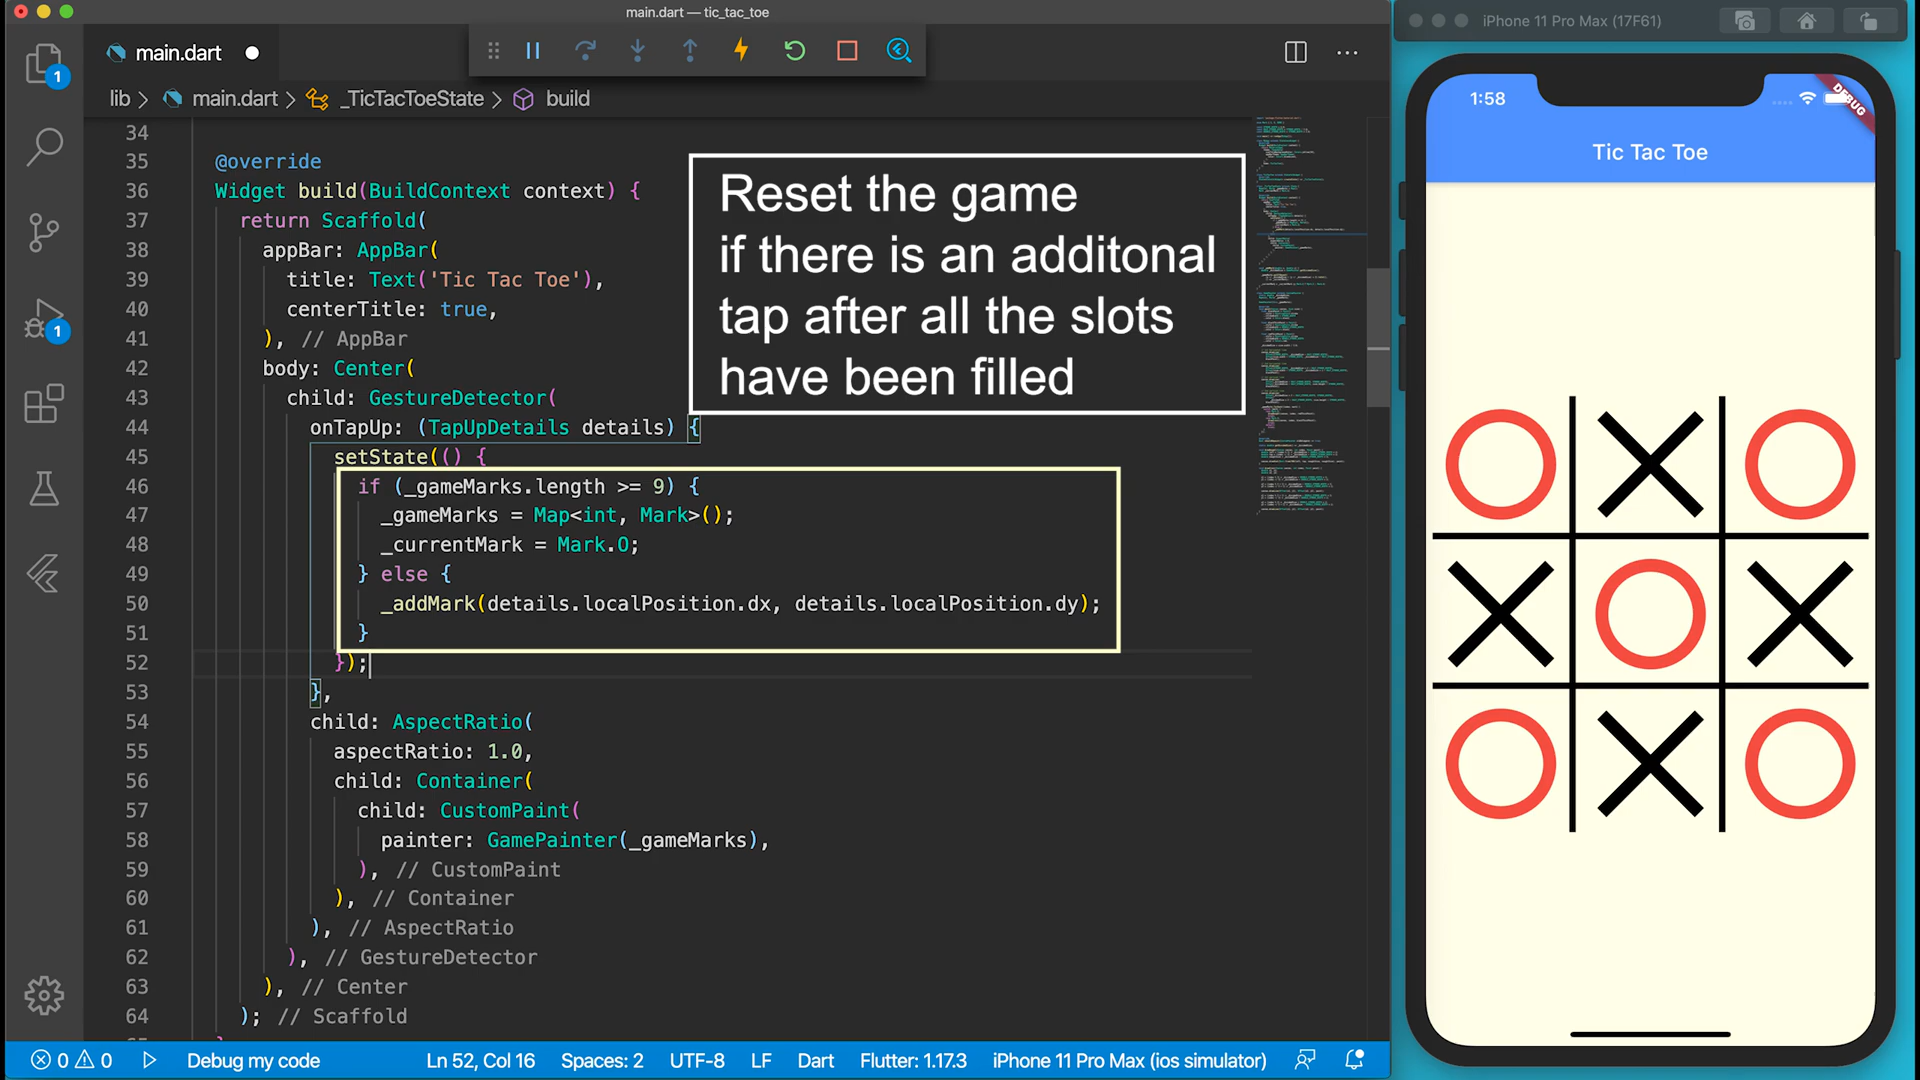 main.dart — tic_tac_toe
main.dart
1
lib > main.dart > _TicTacToeState > build
34
35 @override
36 Widget build(BuildContext context) {
37 return Scaffold(
38 appBar: AppBar(
39 title: Text('Tic Tac Toe'),
40 centerTitle: true,
41 ), // AppBar
42 body: Center(
43 child: GestureDetector(
44 onTapUp: (TapUpDetails details) {
45 setState(() {
46 if (_gameMarks.length >= 9) {
47 _gameMarks = Map<int, Mark>();
48 _currentMark = Mark.O;
49 } else {
50 _addMark(details.localPosition.dx, details.localPosition.dy);
51 }
52 });
53 },
54 child: AspectRatio(
55 aspectRatio: 1.0,
56 child: Container(
57 child: CustomPaint(
58 painter: GamePainter(_gameMarks),
59 ), // CustomPaint
60 ), // Container
61 ), // AspectRatio
62 ), // GestureDetector
63 ), // Center
64 ); // Scaffold
1
Reset the game
if there is an additonal
tap after all the slots
have been filled
0 0 Debug my code Ln 52, Col 16 Spaces: 2 UTF-8 LF Dart Flutter: 1.17.3 iPhone 11 Pro Max (ios simulator)
iPhone 11 Pro Max (17F61)
1:58
DEBUG
Tic Tac Toe